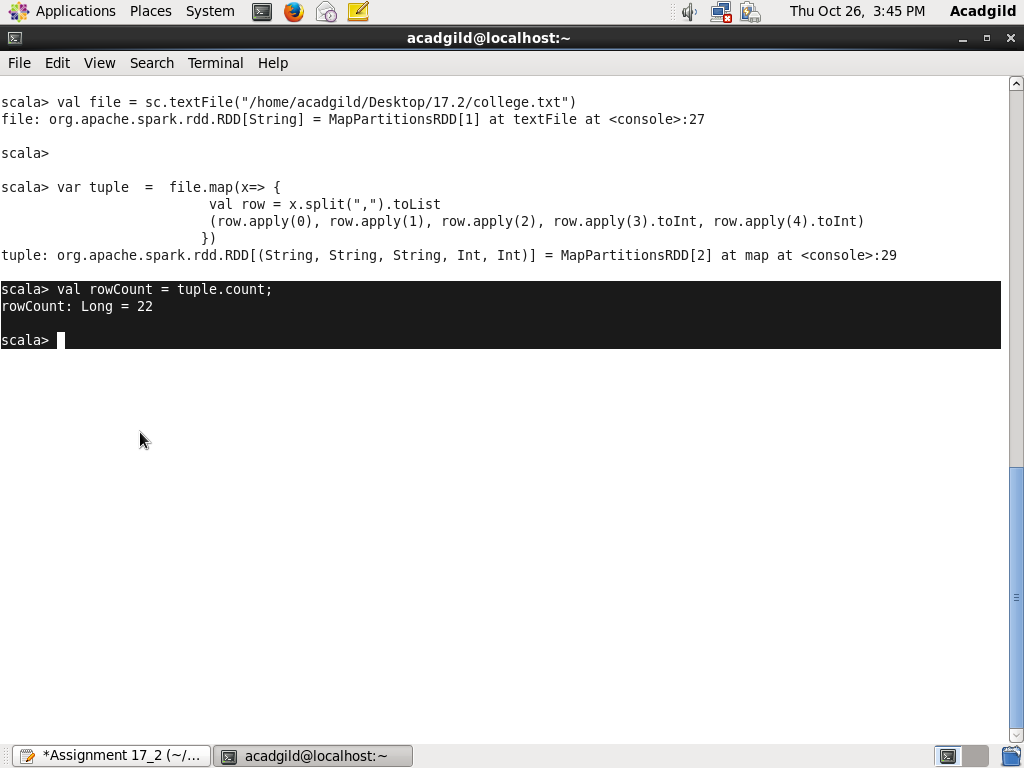 Applications Places System Thu Oct 26, 3:45 PM Acadgild
acadgild@localhost:~
File Edit View Search Terminal Help
scala> val file = sc.textFile("/home/acadgild/Desktop/17.2/college.txt")
file: org.apache.spark.rdd.RDD[String] = MapPartitionsRDD[1] at textFile at <console>:27
scala>
scala> var tuple  =  file.map(x=> {
val row = x.split(",").toList
(row.apply(0), row.apply(1), row.apply(2), row.apply(3).toInt, row.apply(4).toInt)
})
tuple: org.apache.spark.rdd.RDD[(String, String, String, Int, Int)] = MapPartitionsRDD[2] at map at <console>:29
scala> val rowCount = tuple.count;
rowCount: Long = 22
scala>
*Assignment 17_2 (~/... acadgild@localhost:~